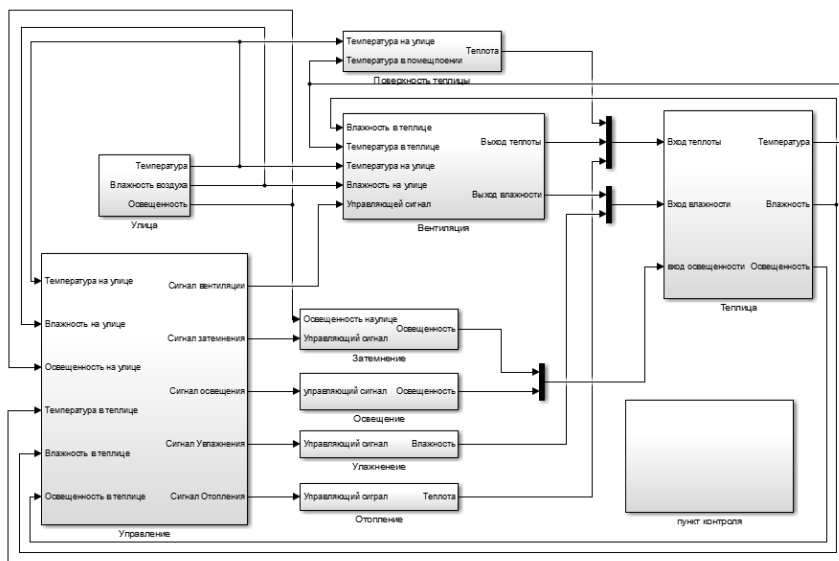 Температура на улице
Температура в помещпоении
Теплота
Поверхность теплицы
Влажность в теплице
Температура в теплице
Температура на улице
Влажность на улице
Управляющей сигнал
Выход теплоты
Выход влажности
Вентиляция
Вход теплоты
Вход влажности
вход освещенности
Температура
Влажность
Освещенность
Теплица
Температура
Влажность воздуха
Освещенность
Улица
Температура на улице
Влажность на улице
Освещенность на улице
Температура в теплице
Влажность в теплице
Освещенность в теплице
Сигнал вентиляции
Сигнал затемнения
Сигнал освещения
Сигнал Увлажнения
Сигнал Отопления
Управление
Освещенность на улице
Управляющий сигнал
Освещенность
Затемнение
управляющий сигнал
Освещенность
Освещение
Управляющий сигнал
Влажность
Улажненеие
Управляющий сиграл
Теплота
Отопление
пункт контроля